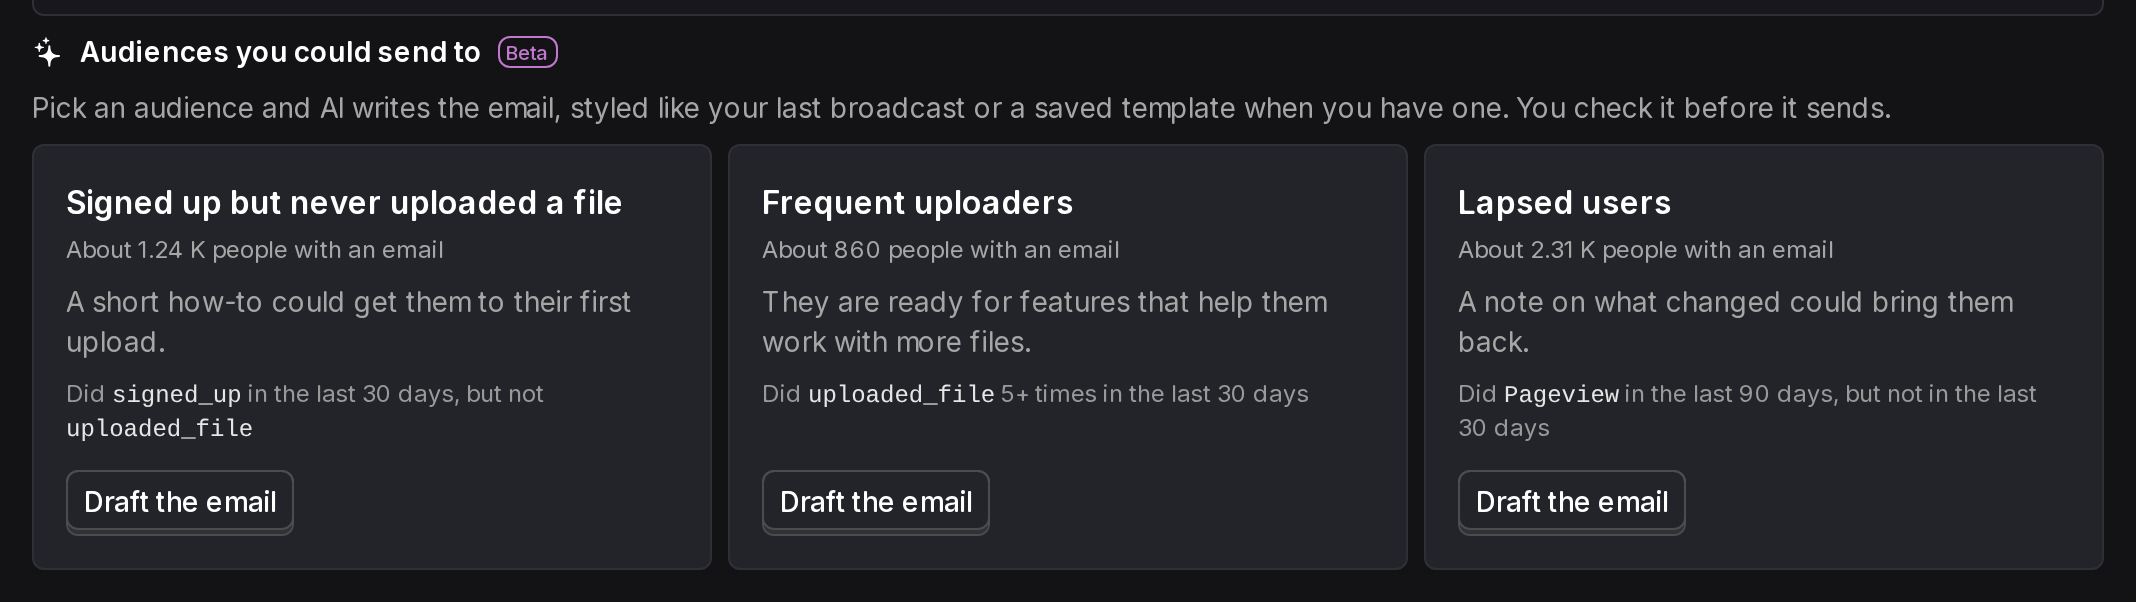 Audiences you could send to Beta
Pick an audience and AI writes the email, styled like your last broadcast or a saved template when you have one. You check it before it sends.
Signed up but never uploaded a file
About 1.24 K people with an email
A short how-to could get them to their first
upload.
Did signed_up in the last 30 days, but not
uploaded_file
Draft the email
Frequent uploaders
About 860 people with an email
They are ready for features that help them
work with more files.
Did uploaded_file 5+ times in the last 30 days
Draft the email
Lapsed users
About 2.31 K people with an email
A note on what changed could bring them
back.
Did Pageview in the last 90 days, but not in the last
30 days
Draft the email